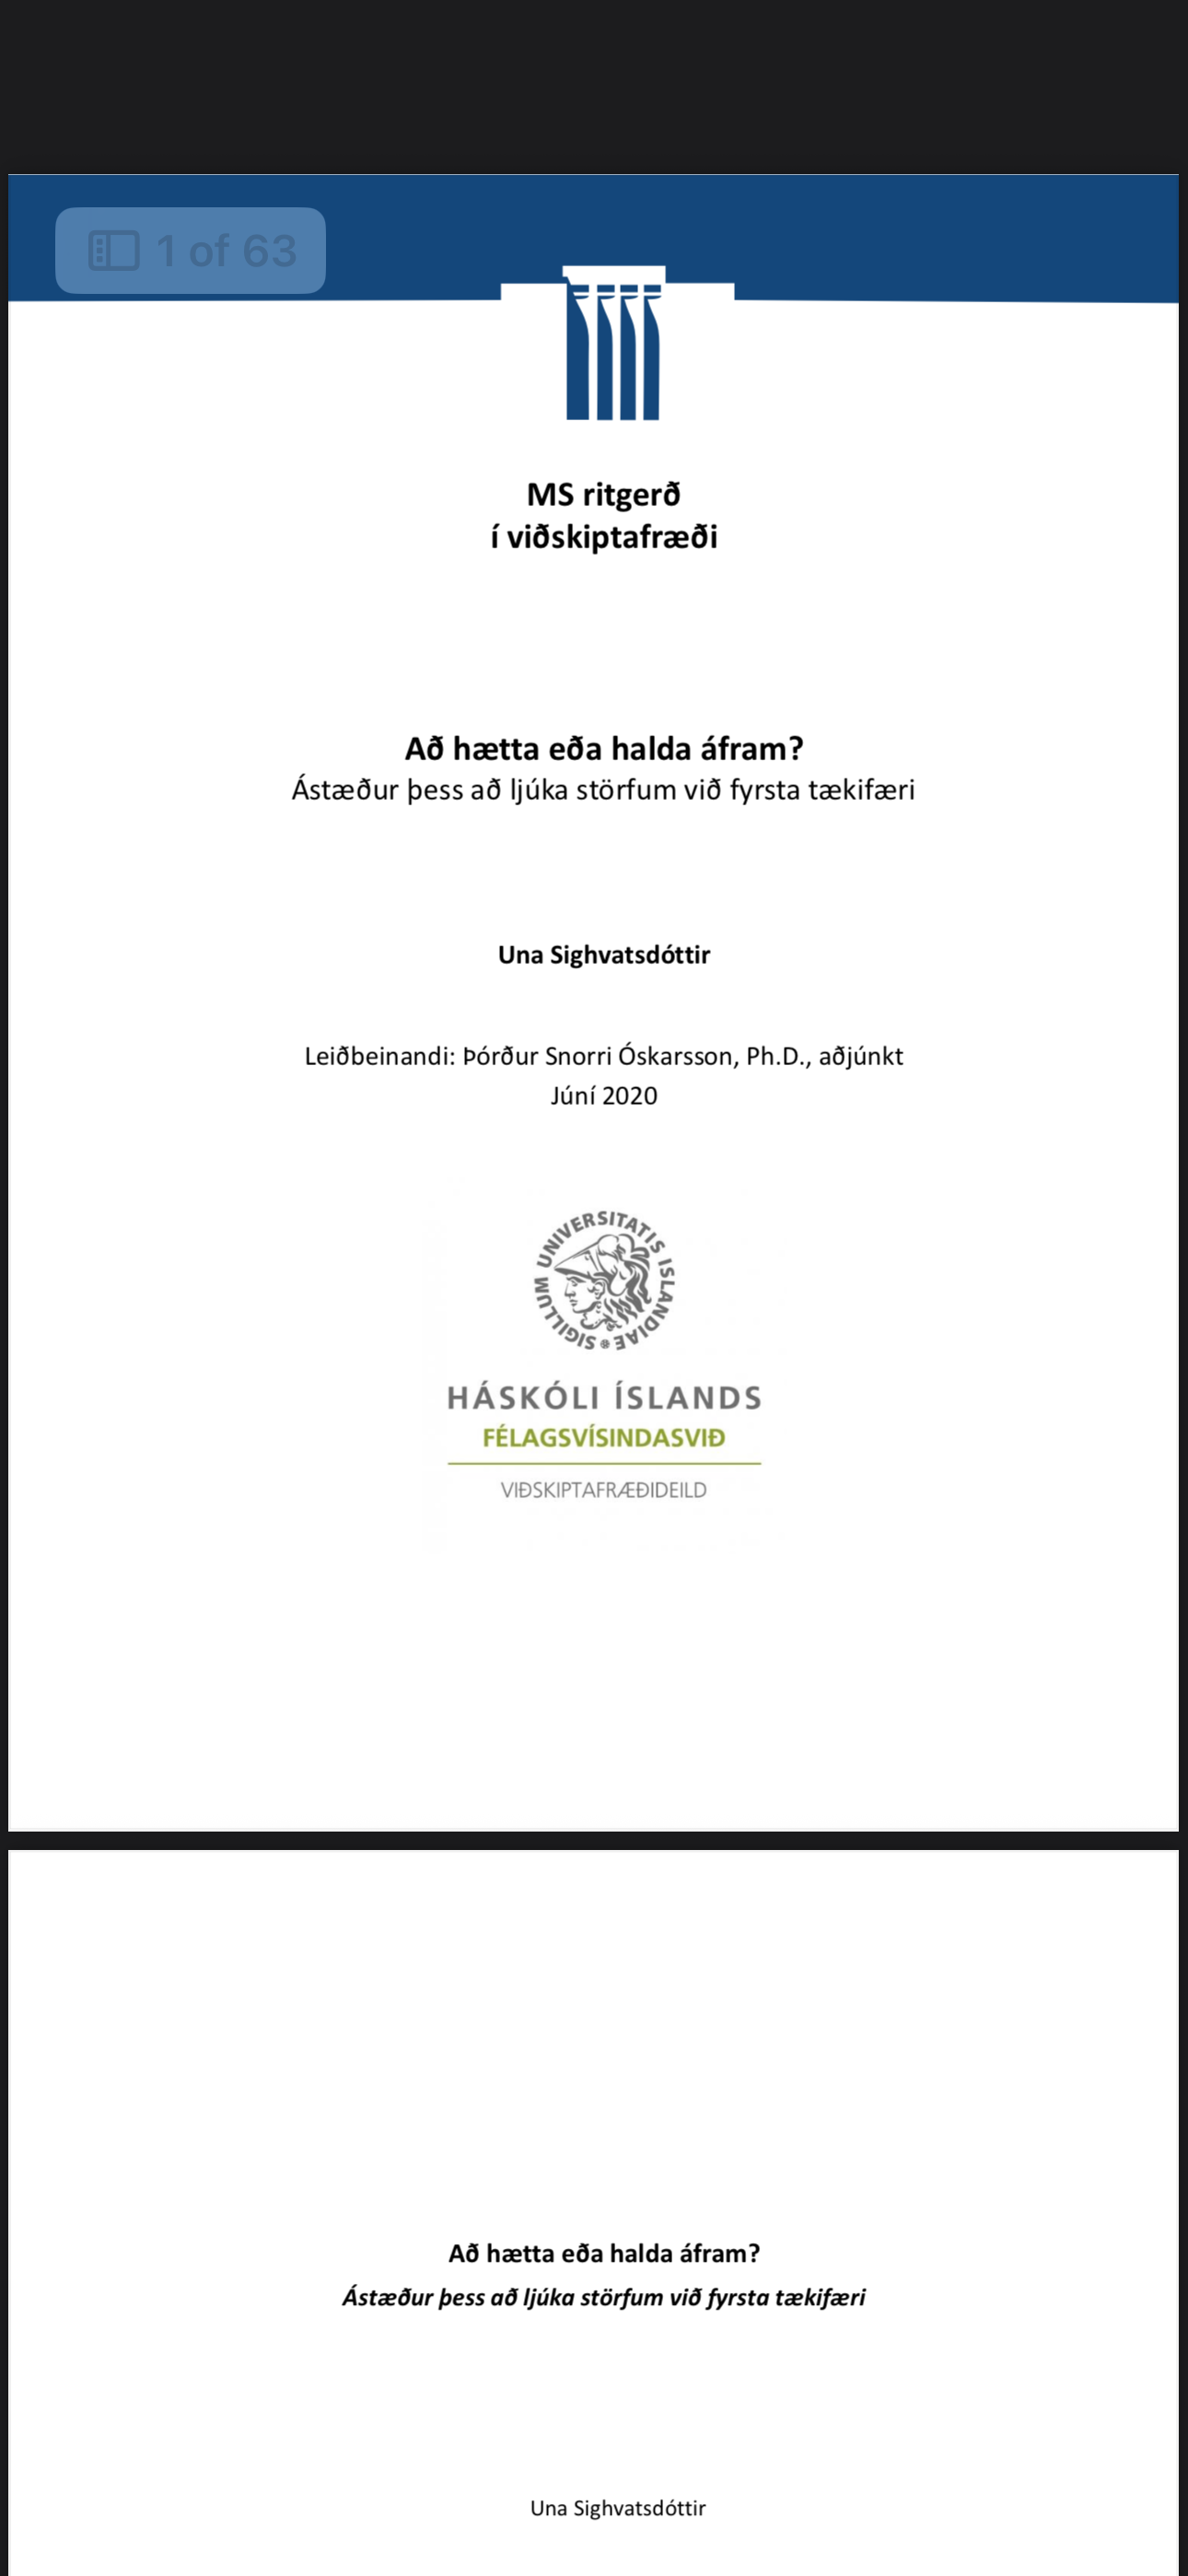 1 of 63
MS ritgerð
í viðskiptafræði
Að hætta eða halda áfram?
Ástæður þess að ljúka störfum við fyrsta tækifæri
Una Sighvatsdóttir
Leiðbeinandi: Þórður Snorri Óskarsson, Ph.D., aðjúnkt
Júní 2020
SIGILLUM UNIVERSITATIS ISLANDIAE
HÁSKÓLI ÍSLANDS
FÉLAGSVÍSINDASVIÐ
VIÐSKIPTAFRÆÐIDEILD
Að hætta eða halda áfram?
Ástæður þess að ljúka störfum við fyrsta tækifæri
Una Sighvatsdóttir